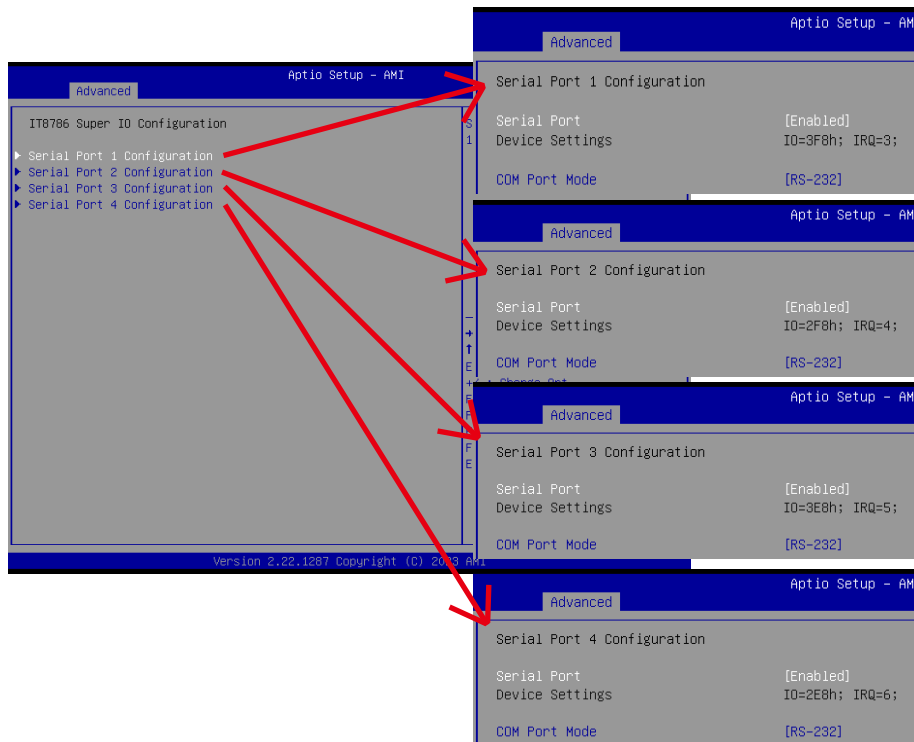 Aptio Setup – AMI
Advanced
IT8786 Super IO Configuration
Serial Port 1 Configuration
Serial Port 2 Configuration
Serial Port 3 Configuration
Serial Port 4 Configuration
S
1
E
F
E
Version 2.22.1287 Copyright (C) 2023 AMI
Aptio Setup – AM
Advanced
Serial Port 1 Configuration
Serial Port [Enabled]
Device Settings IO=3F8h; IRQ=3;
COM Port Mode [RS-232]
Aptio Setup – AM
Advanced
Serial Port 2 Configuration
Serial Port [Enabled]
Device Settings IO=2F8h; IRQ=4;
COM Port Mode [RS-232]
Aptio Setup – AM
Advanced
Serial Port 3 Configuration
Serial Port [Enabled]
Device Settings IO=3E8h; IRQ=5;
COM Port Mode [RS-232]
Aptio Setup – AM
Advanced
Serial Port 4 Configuration
Serial Port [Enabled]
Device Settings IO=2E8h; IRQ=6;
COM Port Mode [RS-232]